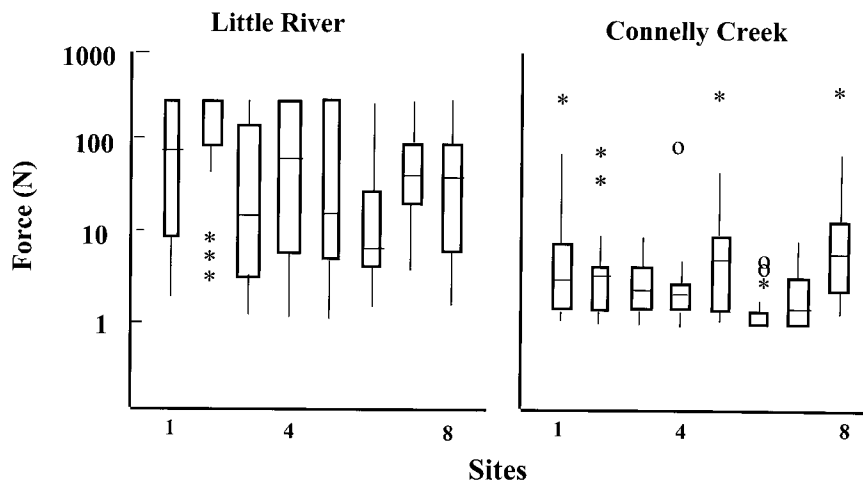 Little River
Connelly Creek
1000
100
10
1
Force (N)
1 4 8
1 4 8
Sites